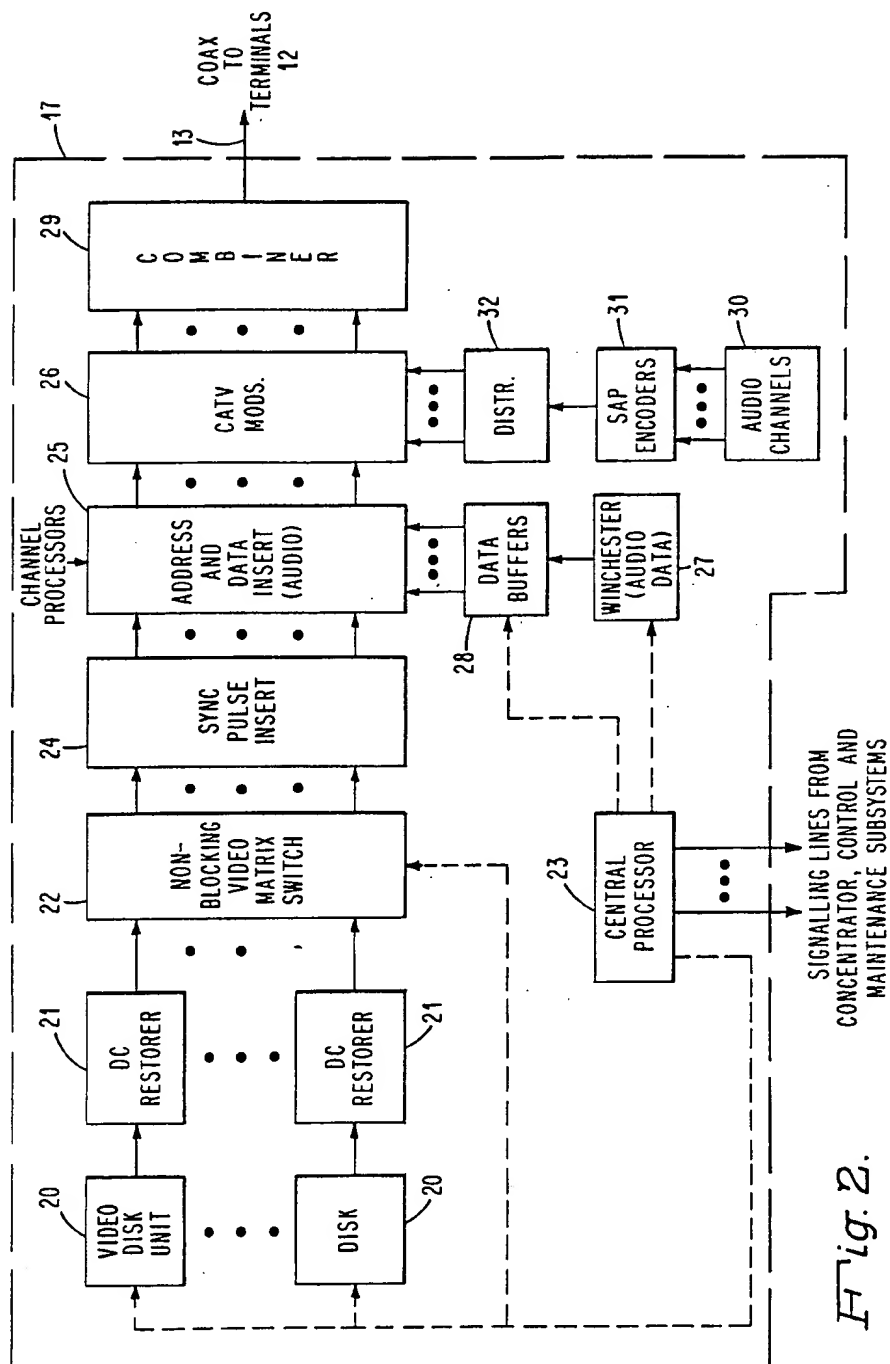 17
13
COAX
TO
TERMINALS
12
20
VIDEO
DISK
UNIT
21
DC
RESTORER
22
NON-
BLOCKING
VIDEO
MATRIX
SWITCH
24
SYNC
PULSE
INSERT
CHANNEL
PROCESSORS
25
ADDRESS
AND
DATA
INSERT
(AUDIO)
26
CATV
MODS.
29
COMBINER
20
DISK
21
DC
RESTORER
28
DATA
BUFFERS
32
DISTR.
23
CENTRAL
PROCESSOR
WINCHESTER
(AUDIO
DATA)
27
31
SAP
ENCODERS
30
AUDIO
CHANNELS
SIGNALLING LINES FROM
CONCENTRATOR, CONTROL AND
MAINTENANCE SUBSYSTEMS
Fig. 2.